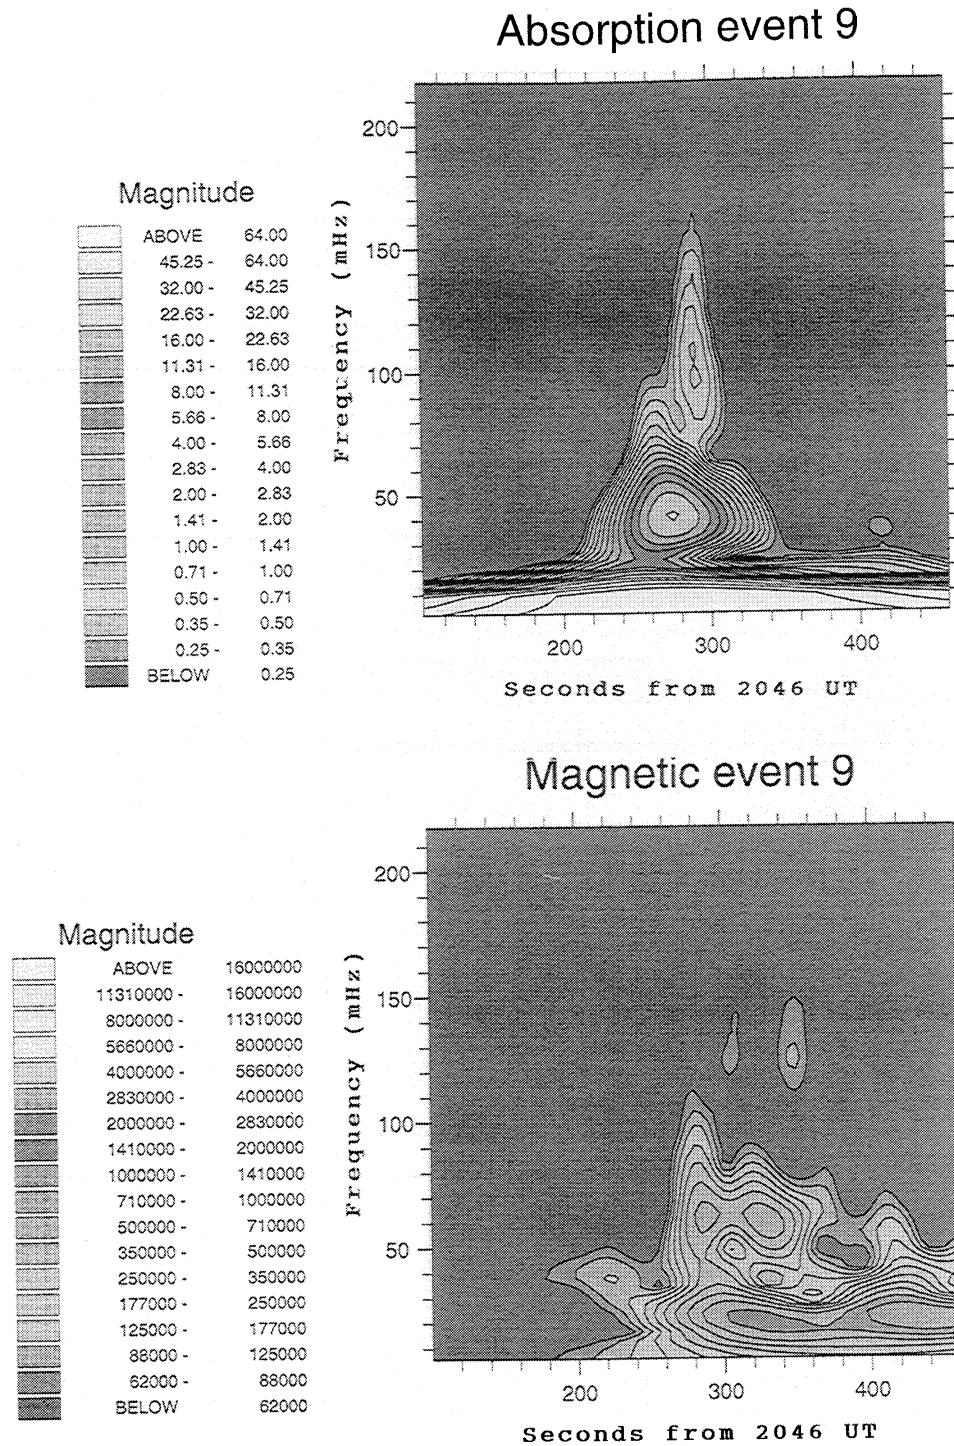 Absorption event 9
Magnitude
ABOVE 64.00
45.25 - 64.00
32.00 - 45.25
22.63 - 32.00
16.00 - 22.63
11.31 - 16.00
8.00 - 11.31
5.66 - 8.00
4.00 - 5.66
2.83 - 4.00
2.00 - 2.83
1.41 - 2.00
1.00 - 1.41
0.71 - 1.00
0.50 - 0.71
0.35 - 0.50
0.25 - 0.35
BELOW 0.25
Frequency (mHz)
200
150
100
50
200 300 400
Seconds from 2046 UT
Magnetic event 9
Magnitude
ABOVE 16000000
11310000 - 16000000
8000000 - 11310000
5660000 - 8000000
4000000 - 5660000
2830000 - 4000000
2000000 - 2830000
1410000 - 2000000
1000000 - 1410000
710000 - 1000000
500000 - 710000
350000 - 500000
250000 - 350000
177000 - 250000
125000 - 177000
88000 - 125000
62000 - 88000
BELOW 62000
Frequency (mHz)
200
150
100
50
200 300 400
Seconds from 2046 UT